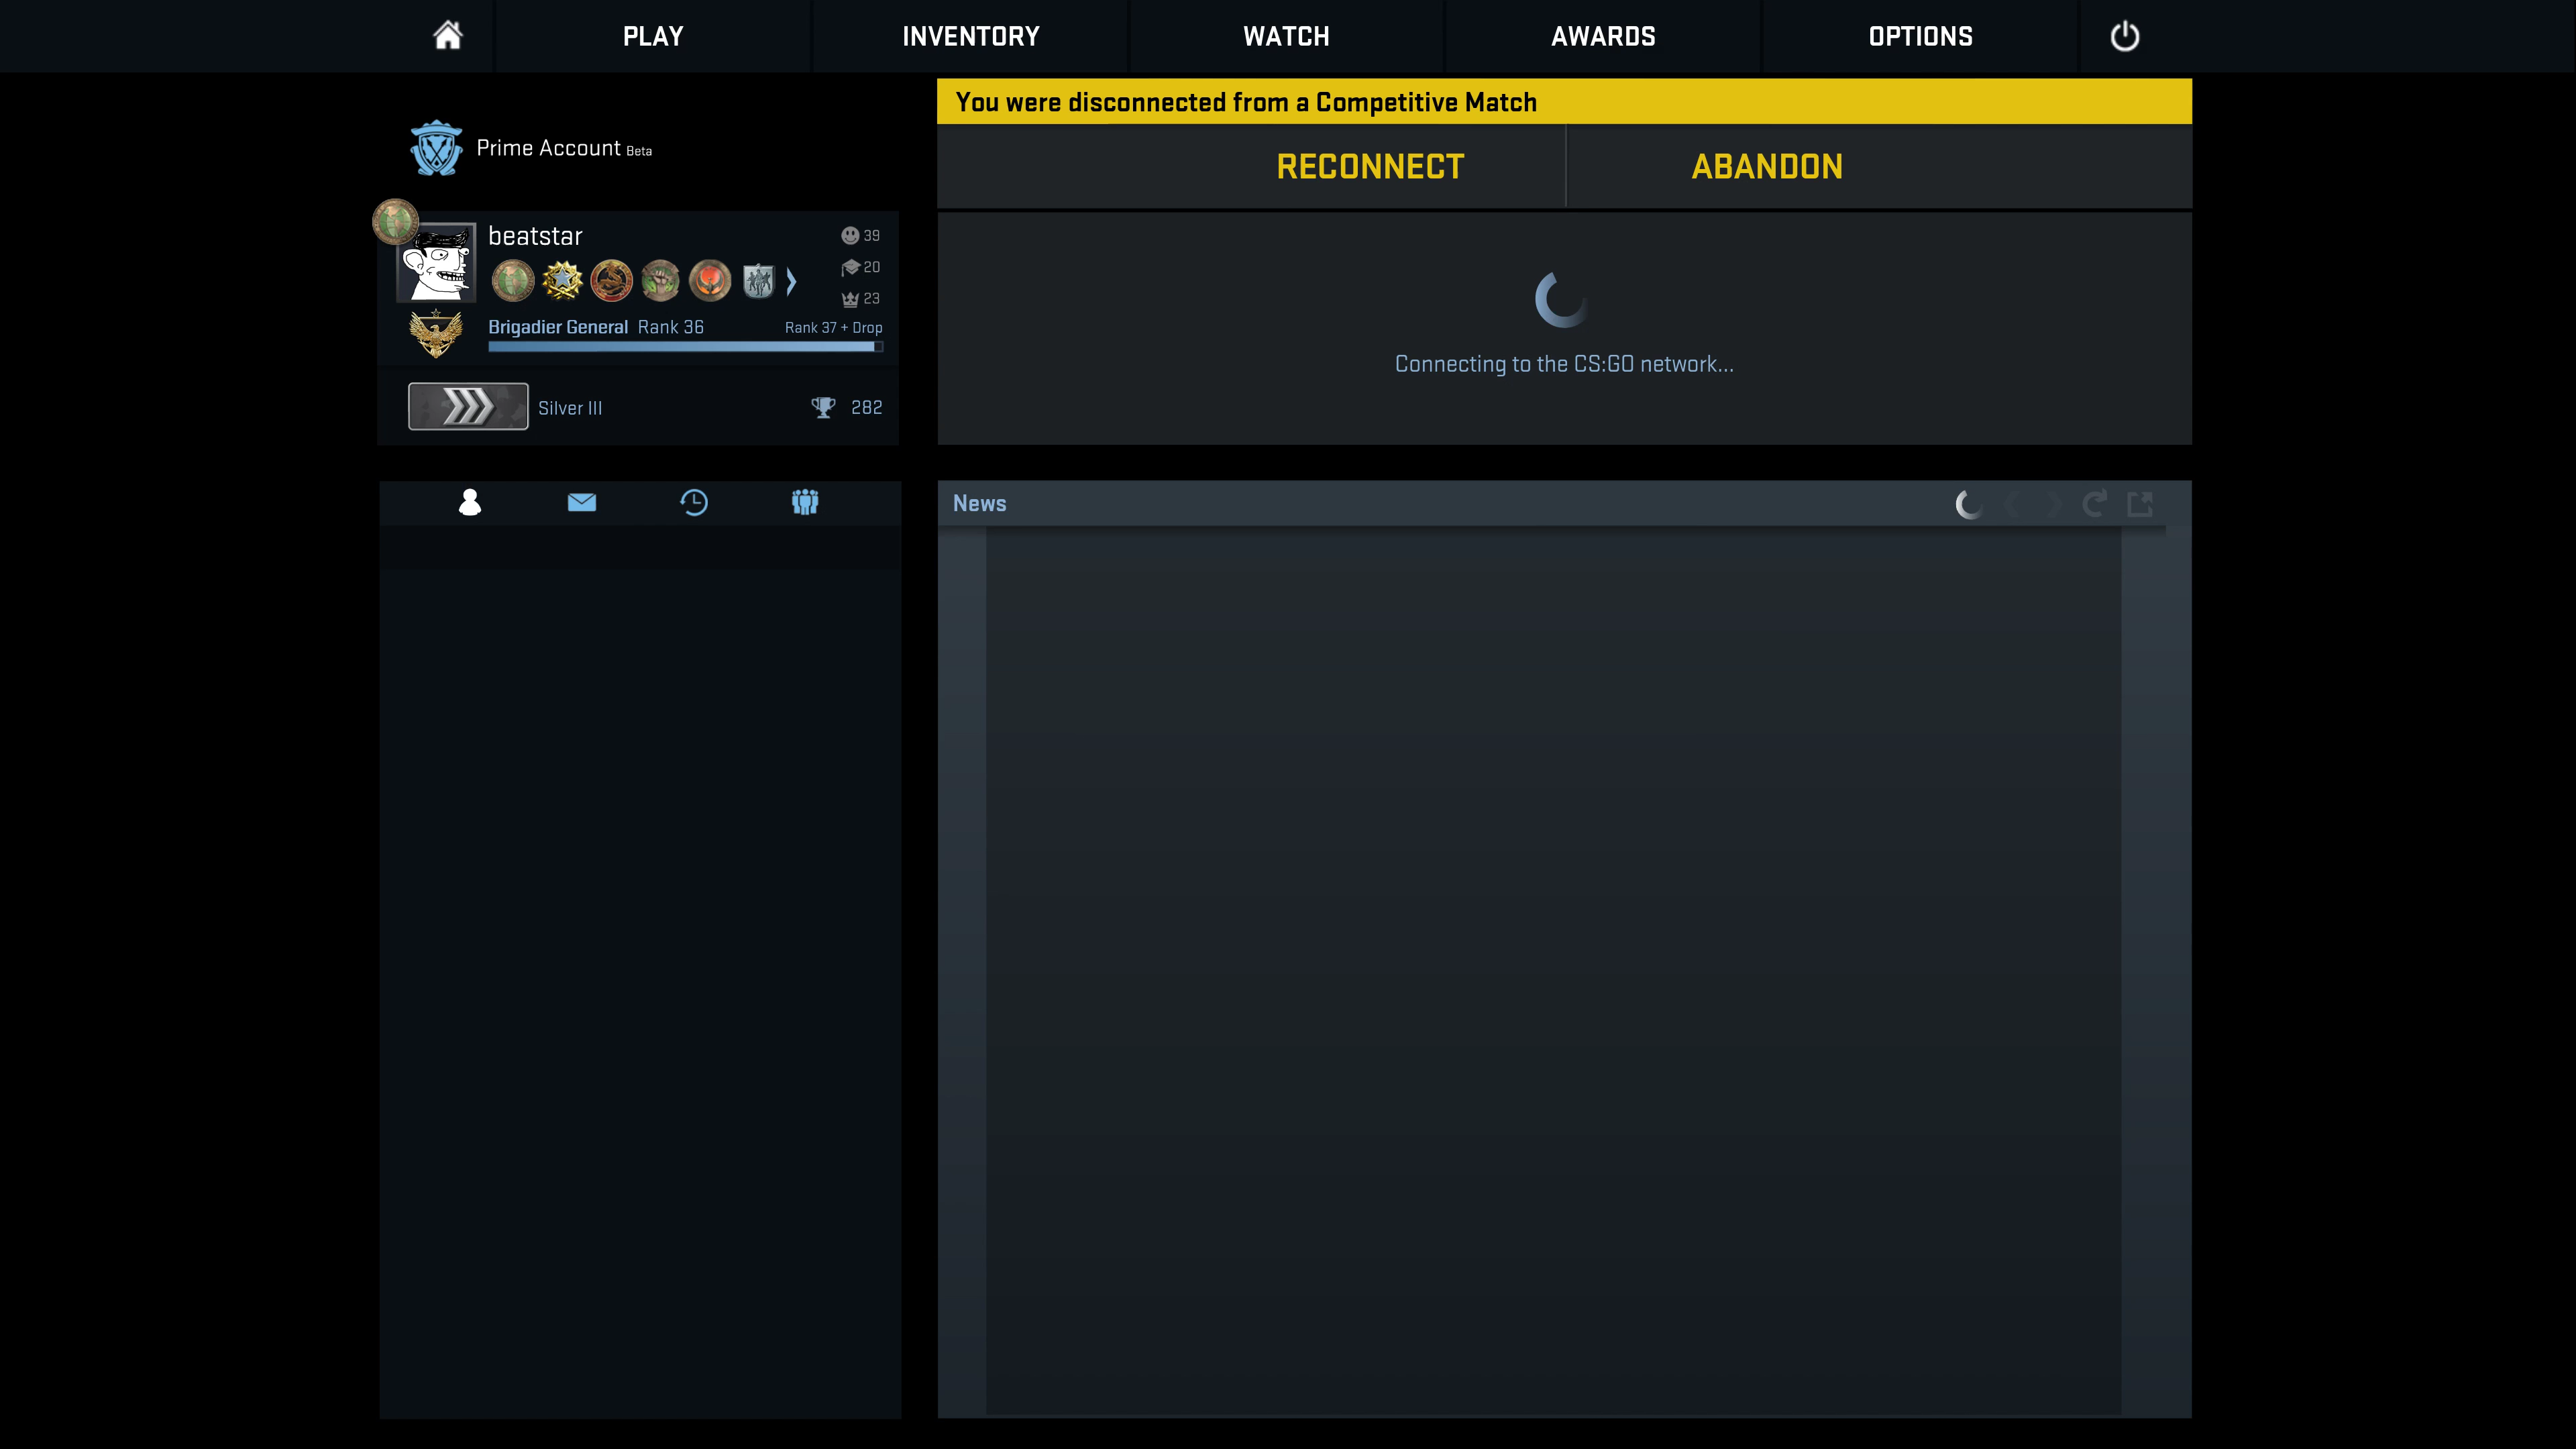 PLAY
INVENTORY
WATCH
AWARDS
OPTIONS
You were disconnected from a Competitive Match
RECONNECT
ABANDON
Prime Account Beta
beatstar
39
20
23
Brigadier General Rank 36
Rank 37 + Drop
Silver III
282
Connecting to the CS:GO network...
News